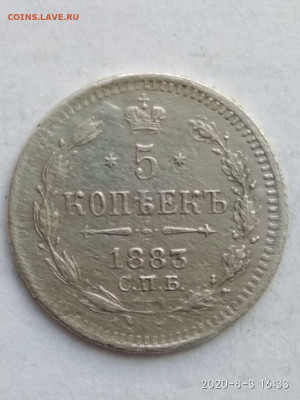 COINS.LAVE.RU
* 5 *
КОПѢЕКЪ
1883
С.П.Б.
2020-8-3 16:33